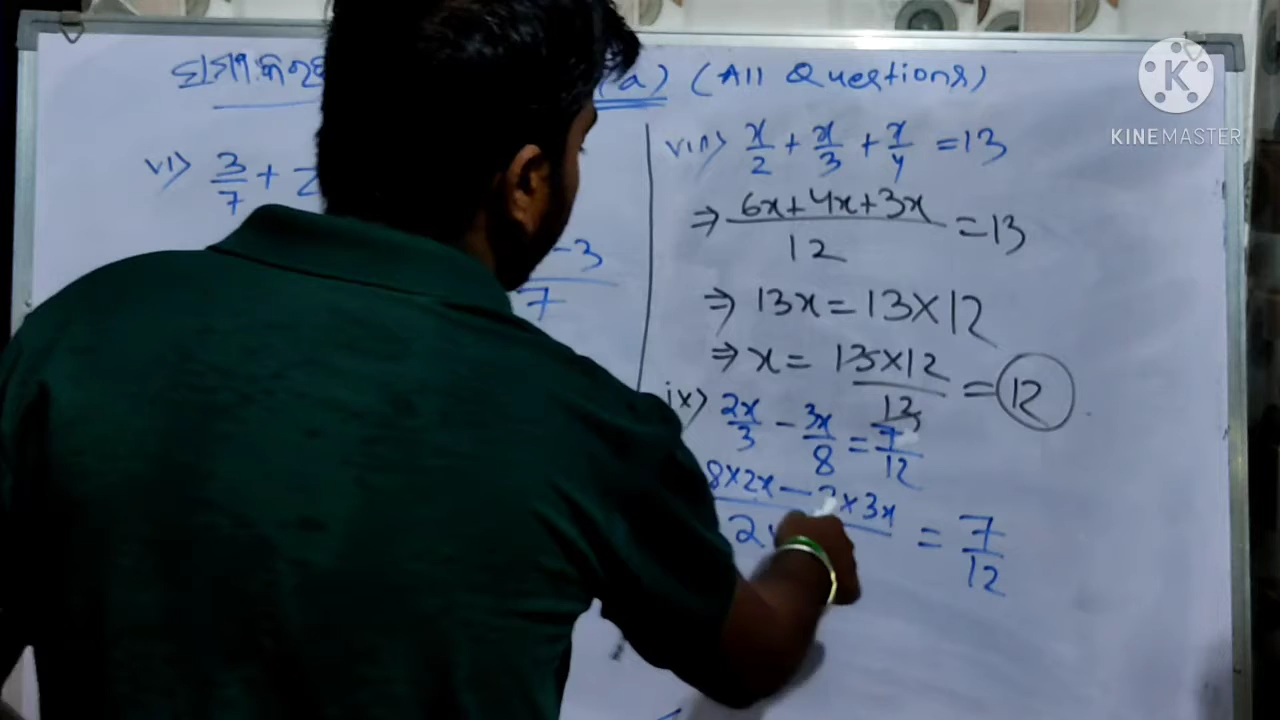 (a) (All Questions)
vi) 3/7 + 2
-3
7
viii) x/2 + x/3 + x/4 = 13
⇒ 6x+4x+3x / 12 = 13
⇒ 13x = 13×12
⇒ x = 13×12 / 13 = 12
ix) 2x/3 - 3x/8 = 7/12
8×2x - 3×3x / 2 = 7/12
KINEMASTER